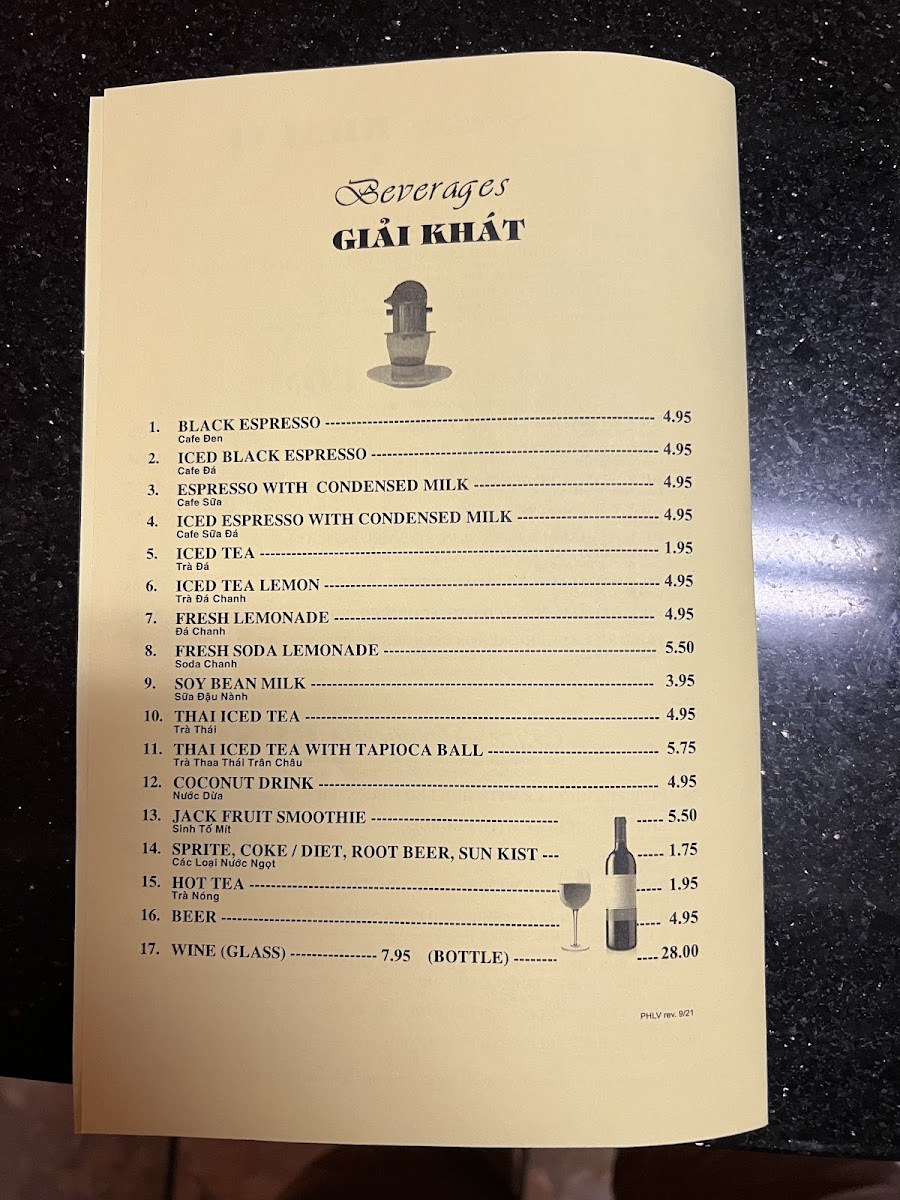 Beverages
GIẢI KHÁT
1. BLACK ESPRESSO 4.95
Cafe Đen
2. ICED BLACK ESPRESSO 4.95
Cafe Đá
3. ESPRESSO WITH CONDENSED MILK 4.95
Cafe Sữa
4. ICED ESPRESSO WITH CONDENSED MILK 4.95
Cafe Sữa Đá
5. ICED TEA 1.95
Trà Đá
6. ICED TEA LEMON 4.95
Trà Đá Chanh
7. FRESH LEMONADE 4.95
Đá Chanh
8. FRESH SODA LEMONADE 5.50
Soda Chanh
9. SOY BEAN MILK 3.95
Sữa Đậu Nành
10. THAI ICED TEA 4.95
Trà Thái
11. THAI ICED TEA WITH TAPIOCA BALL 5.75
Trà Thaa Thái Trân Châu
12. COCONUT DRINK 4.95
Nước Dừa
13. JACK FRUIT SMOOTHIE 5.50
Sinh Tố Mít
14. SPRITE, COKE / DIET, ROOT BEER, SUN KIST 1.75
Các Loại Nước Ngọt
15. HOT TEA 1.95
Trà Nóng
16. BEER 4.95
17. WINE (GLASS) 7.95 (BOTTLE) 28.00
PHLV rev. 9/21